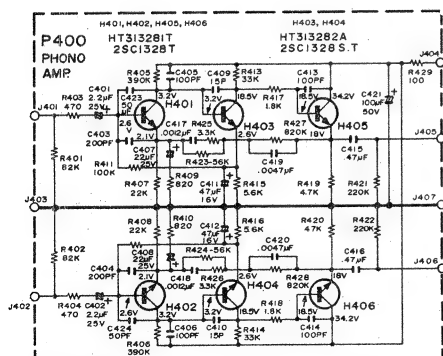 H401, H402, H405, H406
H403, H404
P400
PHONO
AMP.
HT313281T
2SC1328T
HT313282A
2SC1328 S.T
J404
R405
390K
C405
100PF
C409
15P
R413
33K
C413
100PF
R429
100
C401
2.2µF
25V
C423
50
H401
3.2V
3.2V
18.5V
R417
1.8K
18.5V
34.2V
C421
100µF
50V
J401
R403
470
2.6V
C417
.0012µF
R425
3.3K
2.6V
H403
R427
820K
18V
H405
C403
200PF
2.1V
C407
22µF
25V
R423-56K
C419
.0047µF
C415
.47µF
J405
R401
82K
R411
100K
R407
22K
R409
820
C411
47µF
16V
R415
5.6K
R419
4.7K
R421
220K
J403
J407
R402
82K
R408
22K
R410
820
C412
47µF
16V
R416
5.6K
R420
4.7K
R422
220K
C408
22µF
25V
R424-56K
C420
.0047µF
C416
.47µF
J406
C404
200PF
2.1V
C418
.0012µF
R426
3.3K
2.6V
R428
820K
18V
J402
R404
470
C402
2.2µF
25V
2.6V
H402
H404
R418
1.8K
H406
C424
50PF
3.2V
C406
100PF
3.2V
C410
15P
18.5V
R414
33K
18.5V
C414
100PF
34.2V
R406
390K